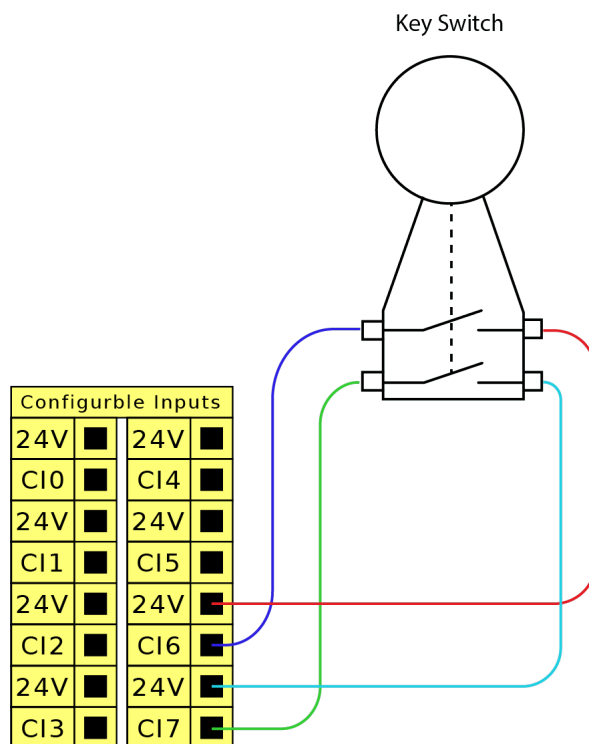 Key Switch
Configurble Inputs
24V 24V
CI0 CI4
24V 24V
CI1 CI5
24V 24V
CI2 CI6
24V 24V
CI3 CI7